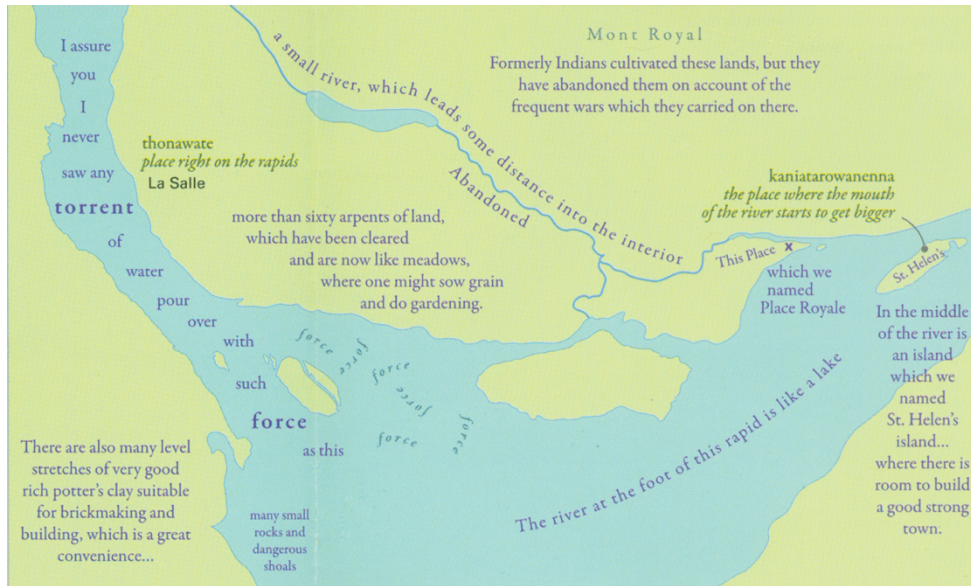 I assure
you
I
never
saw any
torrent
of
water
pour
over
with
such
force
as this
thonawate
place right on the rapids
La Salle
a small river, which leads some distance into the interior
Mont Royal
Formerly Indians cultivated these lands, but they
have abandoned them on account of the
frequent wars which they carried on there.
Abandoned
more than sixty arpents of land,
which have been cleared
and are now like meadows,
where one might sow grain
and do gardening.
kaniatarowanenna
the place where the mouth
of the river starts to get bigger
This Place x
which we
named
Place Royale
St. Helen's
In the middle
of the river is
an island
which we
named
St. Helen's
island...
where there is
room to build
a good strong
town.
force
force
force
force
force
force
The river at the foot of this rapid is like a lake
There are also many level
stretches of very good
rich potter's clay suitable
for brickmaking and
building, which is a great
convenience...
many small
rocks and
dangerous
shoals